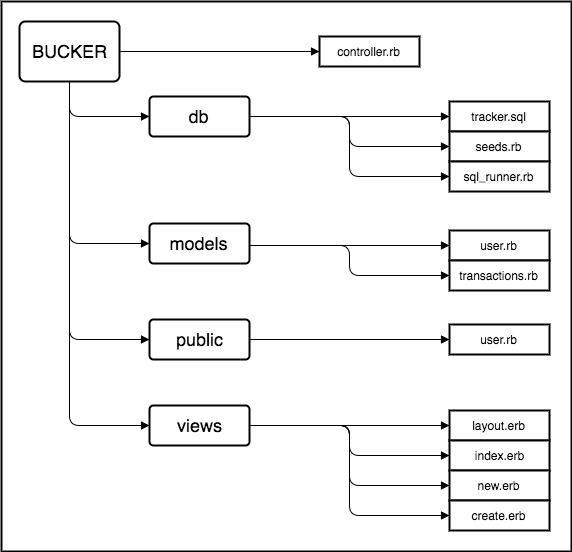 BUCKER
controller.rb
db
tracker.sql
seeds.rb
sql_runner.rb
models
user.rb
transactions.rb
public
user.rb
views
layout.erb
index.erb
new.erb
create.erb